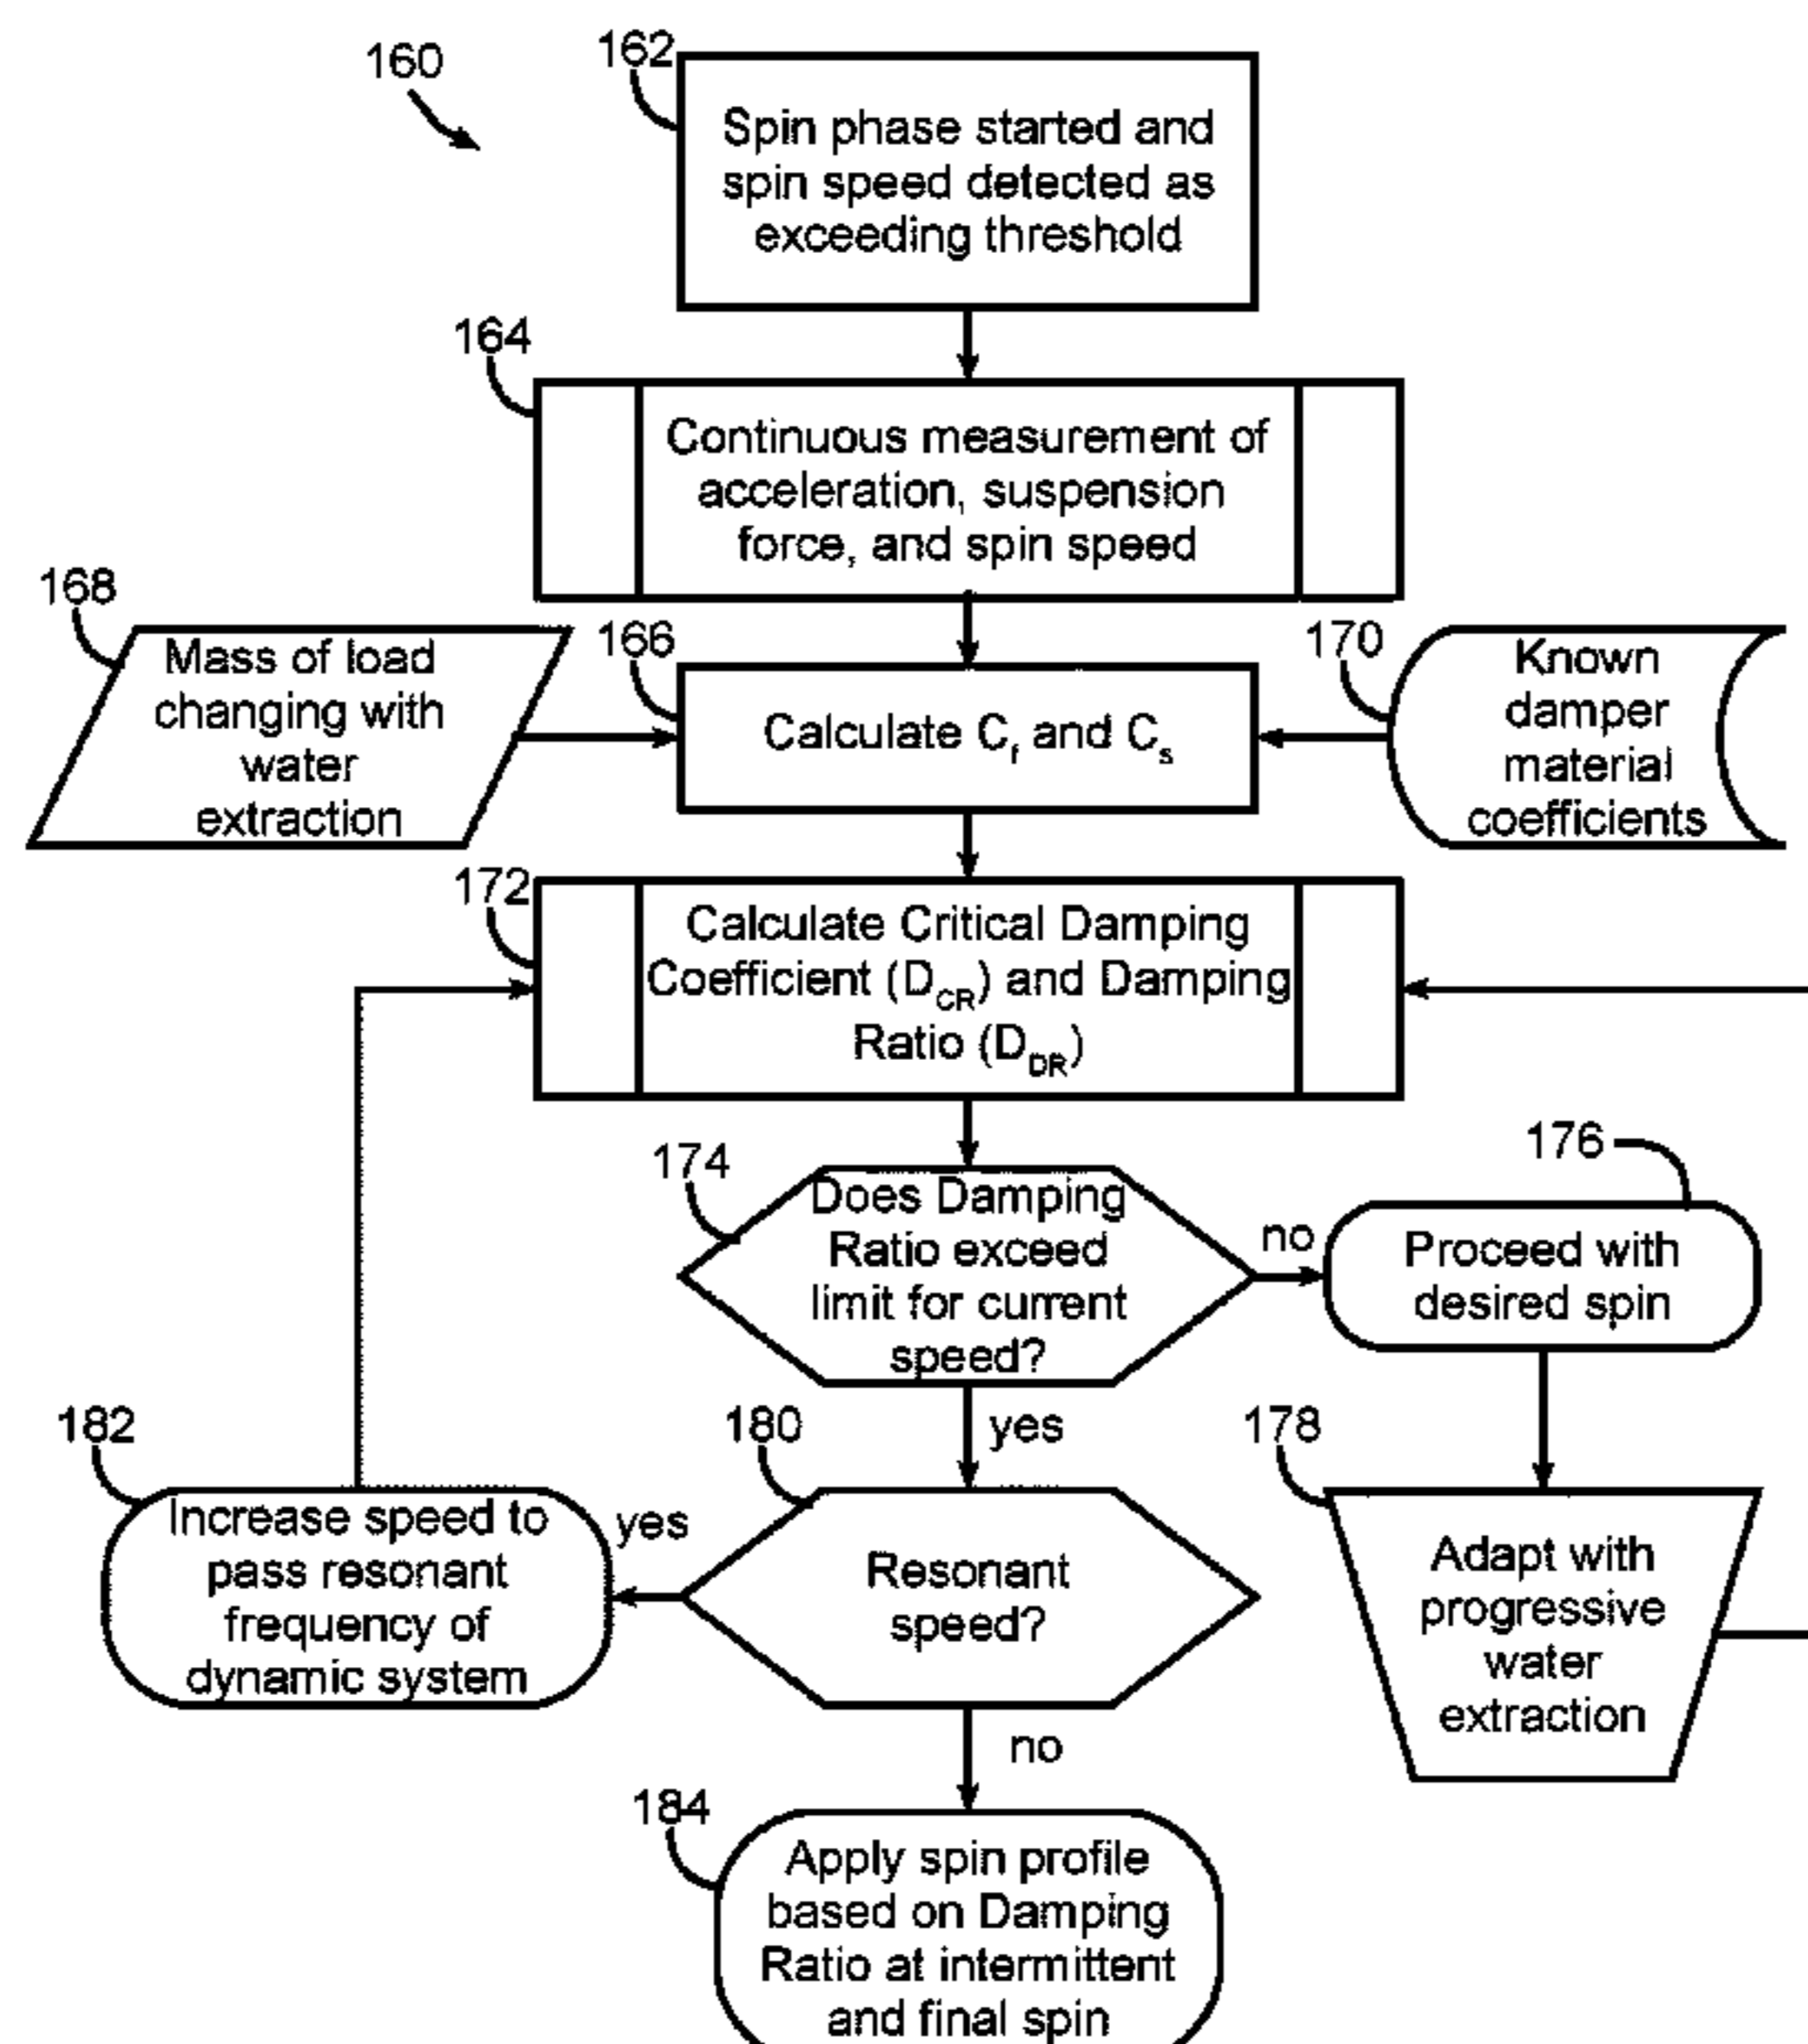 160
162
Spin phase started and
spin speed detected as
exceeding threshold
164
Continuous measurement of
acceleration, suspension
force, and spin speed
168
Mass of load
changing with
water
extraction
166
Calculate Cf and Cs
170
Known
damper
material
coefficients
172
Calculate Critical Damping
Coefficient (DCR) and Damping
Ratio (DDR)
174
Does Damping
Ratio exceed
limit for current
speed?
no
176
Proceed with
desired spin
yes
182
Increase speed to
pass resonant
frequency of
dynamic system
yes
180
Resonant
speed?
178
Adapt with
progressive
water
extraction
no
184
Apply spin profile
based on Damping
Ratio at intermittent
and final spin